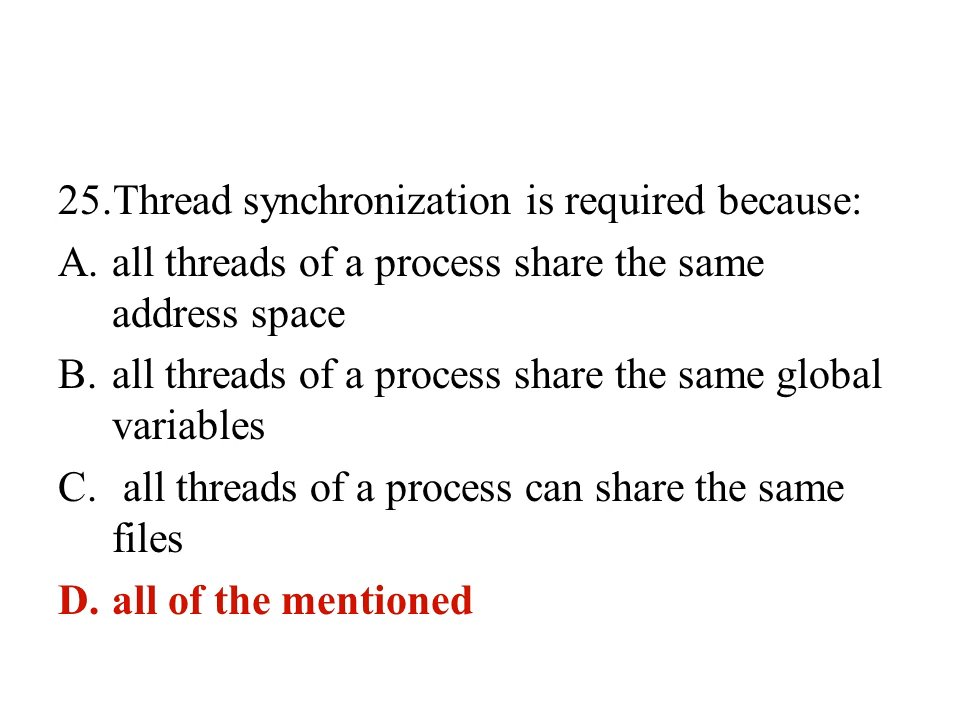 25.Thread synchronization is required because:
A. all threads of a process share the same
address space
B. all threads of a process share the same global
variables
C. all threads of a process can share the same
files
D. all of the mentioned